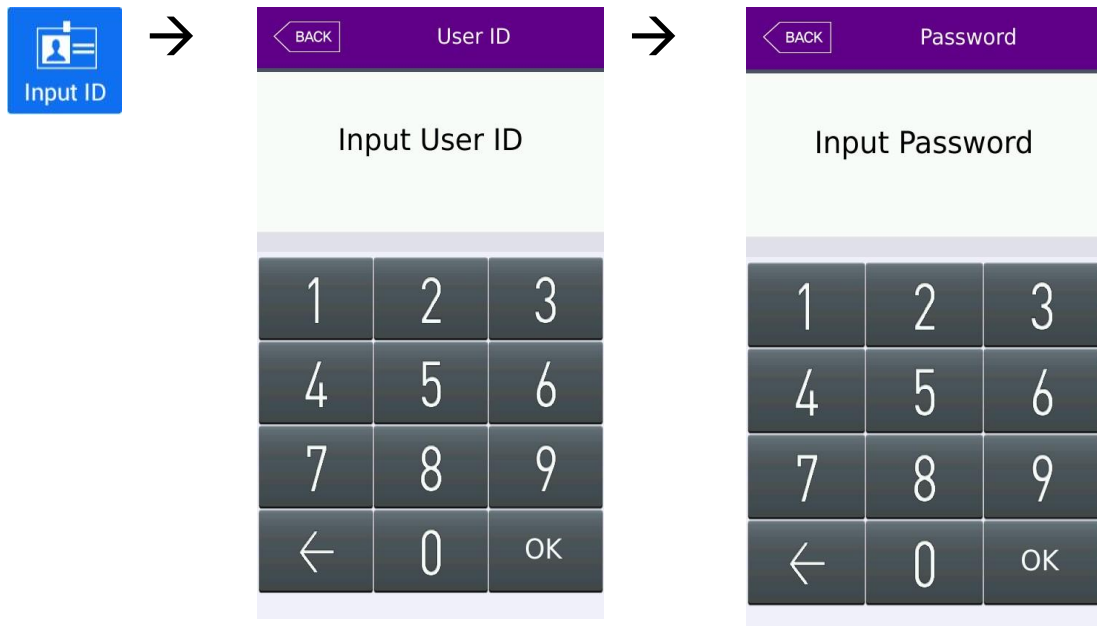 Input ID
→
BACK User ID
Input User ID
1 2 3
4 5 6
7 8 9
← 0 OK
→
BACK Password
Input Password
1 2 3
4 5 6
7 8 9
← 0 OK